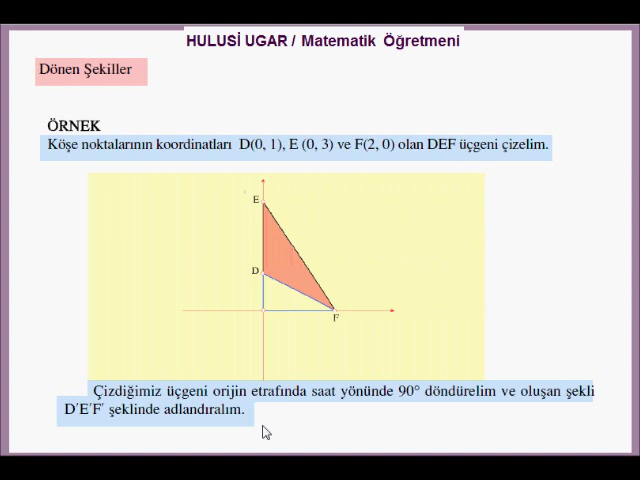 HULUSİ UGAR / Matematik Öğretmeni
Dönen Şekiller
ÖRNEK
Köşe noktalarının koordinatları D(0, 1), E (0, 3) ve F(2, 0) olan DEF üçgeni çizelim.
E
D
F
Çizdiğimiz üçgeni orijin etrafında saat yönünde 90° döndürelim ve oluşan şekli
D′E′F′ şeklinde adlandıralım.